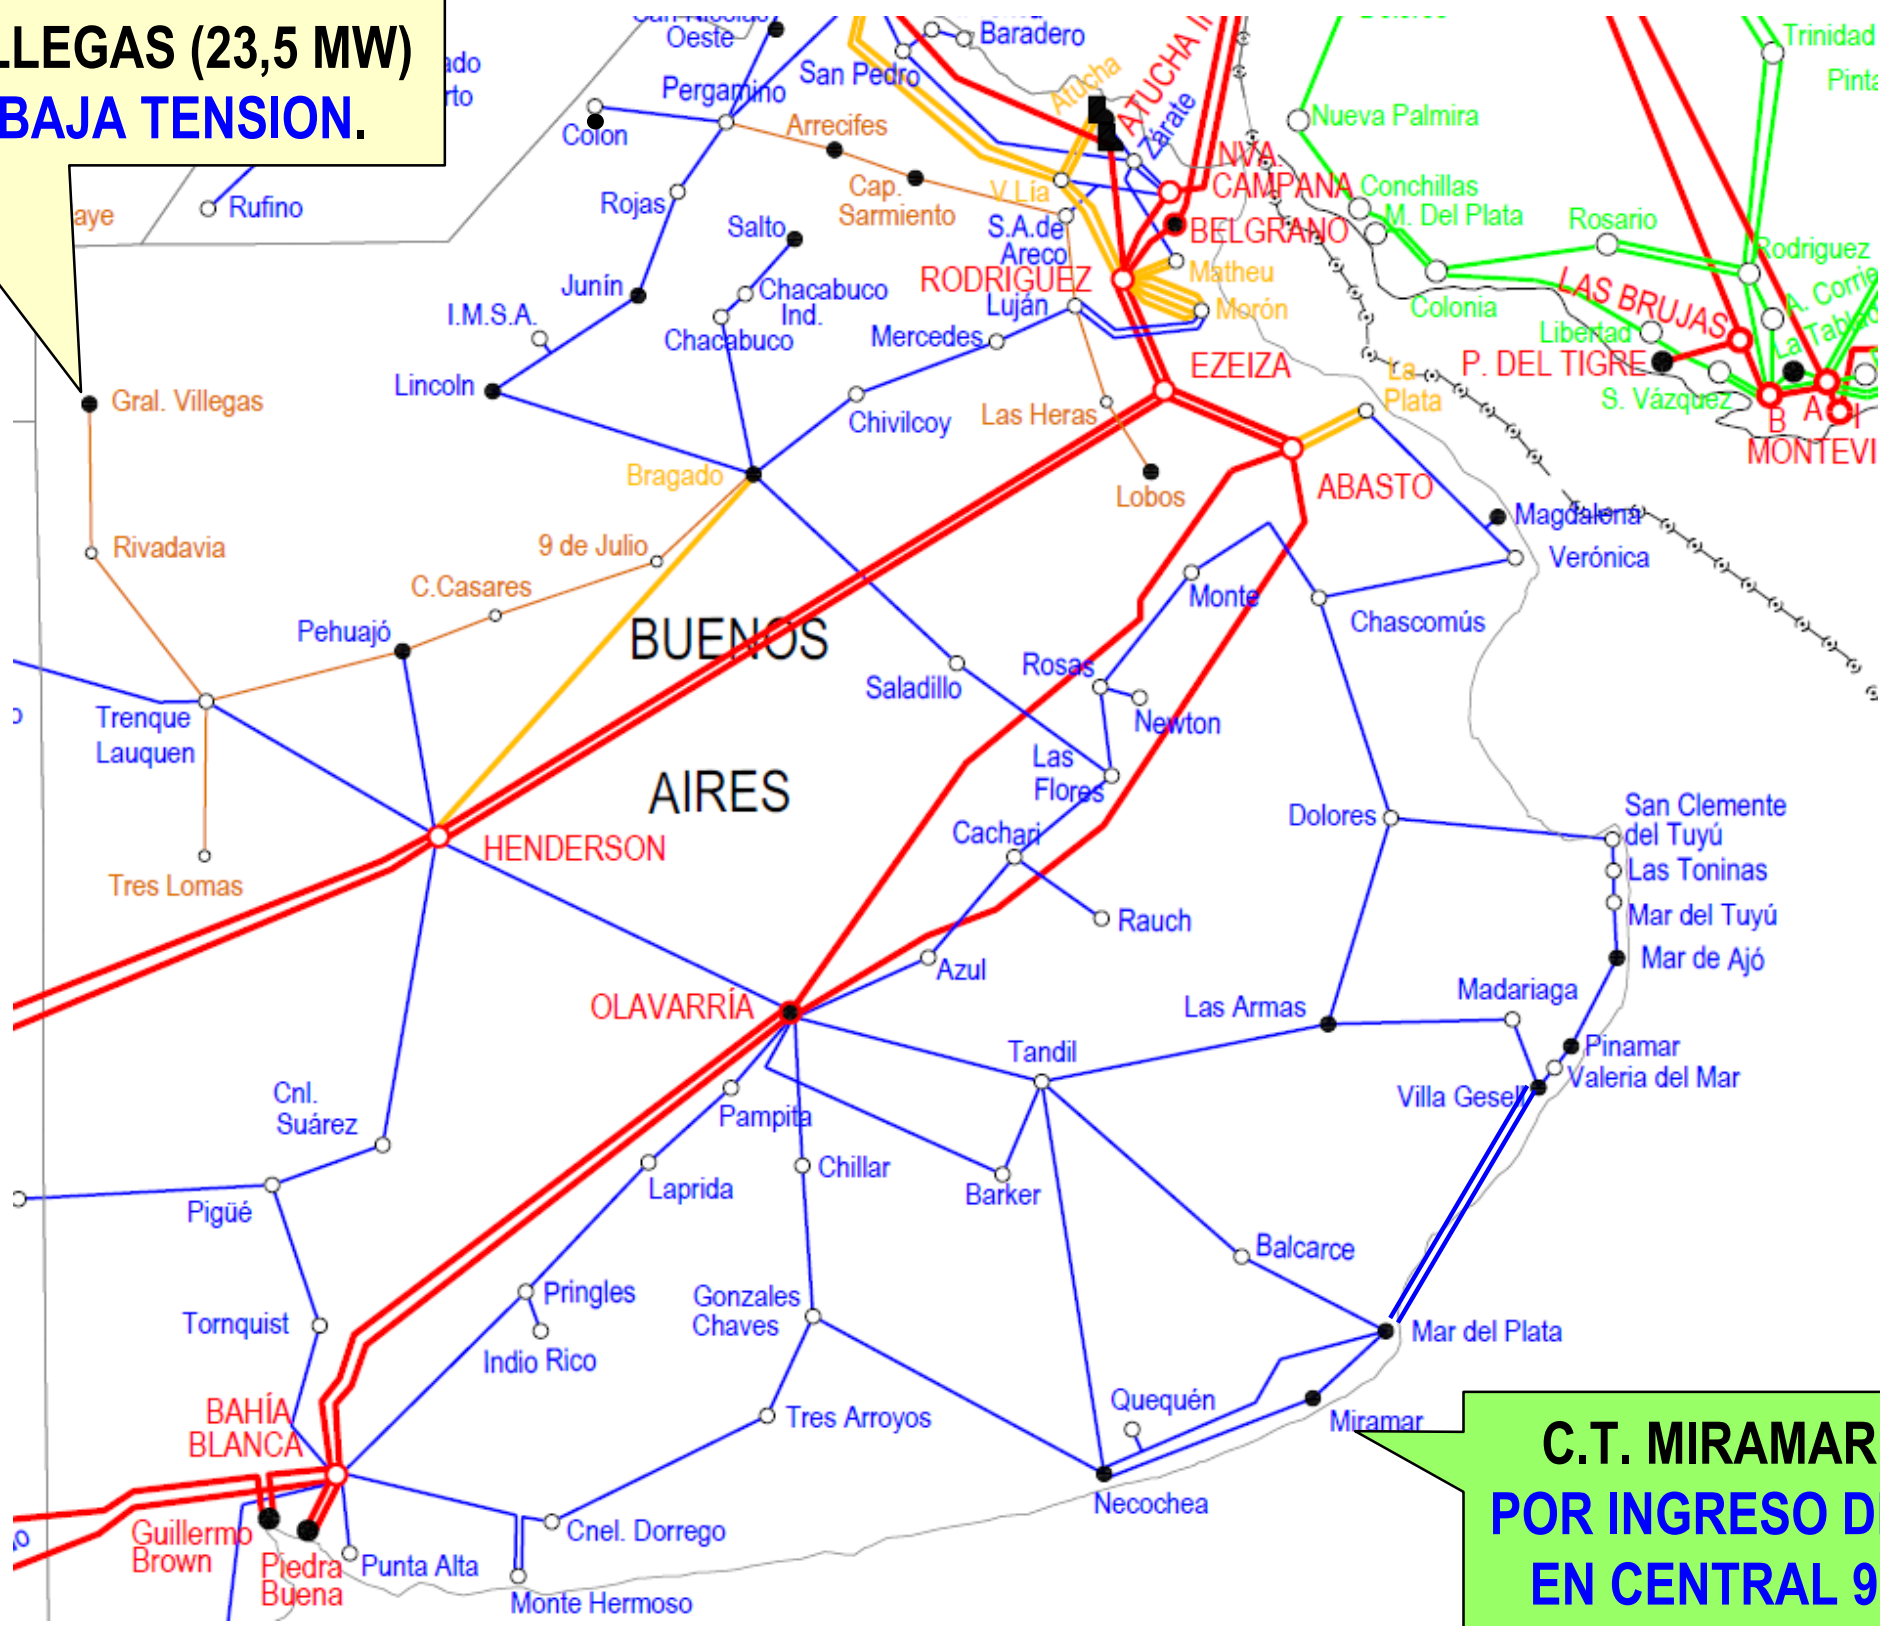 LLEGAS (23,5 MW)
BAJA TENSION.
Oeste
Baradero
San Pedro
Pergamino
Colon
Arrecifes
Cap.
Sarmiento
Atucha
ATUCHA II
Zárate
NVA.
CAMPANA
BELGRANO
V.Lía
S.A.de
Areco
RODRIGUEZ
Matheu
Morón
Luján
Mercedes
EZEIZA
Rufino
Rojas
Salto
Junín
Chacabuco
Ind.
I.M.S.A.
Chacabuco
Lincoln
Chivilcoy
Las Heras
Lobos
La
Plata
ABASTO
Nueva Palmira
Conchillas
M. Del Plata
Rosario
Trinidad
Rodriguez
Colonia
LAS BRUJAS
Libertad
P. DEL TIGRE
S. Vázquez
B
A
I
MONTEVI
Gral. Villegas
Bragado
Rivadavia
9 de Julio
C.Casares
Pehuajó
BUENOS
AIRES
Magdalena
Verónica
Monte
Chascomús
Trenque
Lauquen
Saladillo
Rosas
Newton
Las
Flores
HENDERSON
Tres Lomas
Cachari
Rauch
Azul
Dolores
San Clemente
del Tuyú
Las Toninas
Mar del Tuyú
Mar de Ajó
OLAVARRÍA
Las Armas
Madariaga
Pinamar
Valeria del Mar
Villa Gesell
Tandil
Cnl.
Suárez
Pampita
Chillar
Laprida
Barker
Pigüé
Balcarce
Tornquist
Pringles
Indio Rico
Gonzales
Chaves
Mar del Plata
BAHÍA
BLANCA
Tres Arroyos
Quequén
Miramar
Necochea
Guillermo
Brown
Piedra
Buena
Punta Alta
Cnel. Dorrego
Monte Hermoso
C.T. MIRAMAR
POR INGRESO DE
EN CENTRAL 9